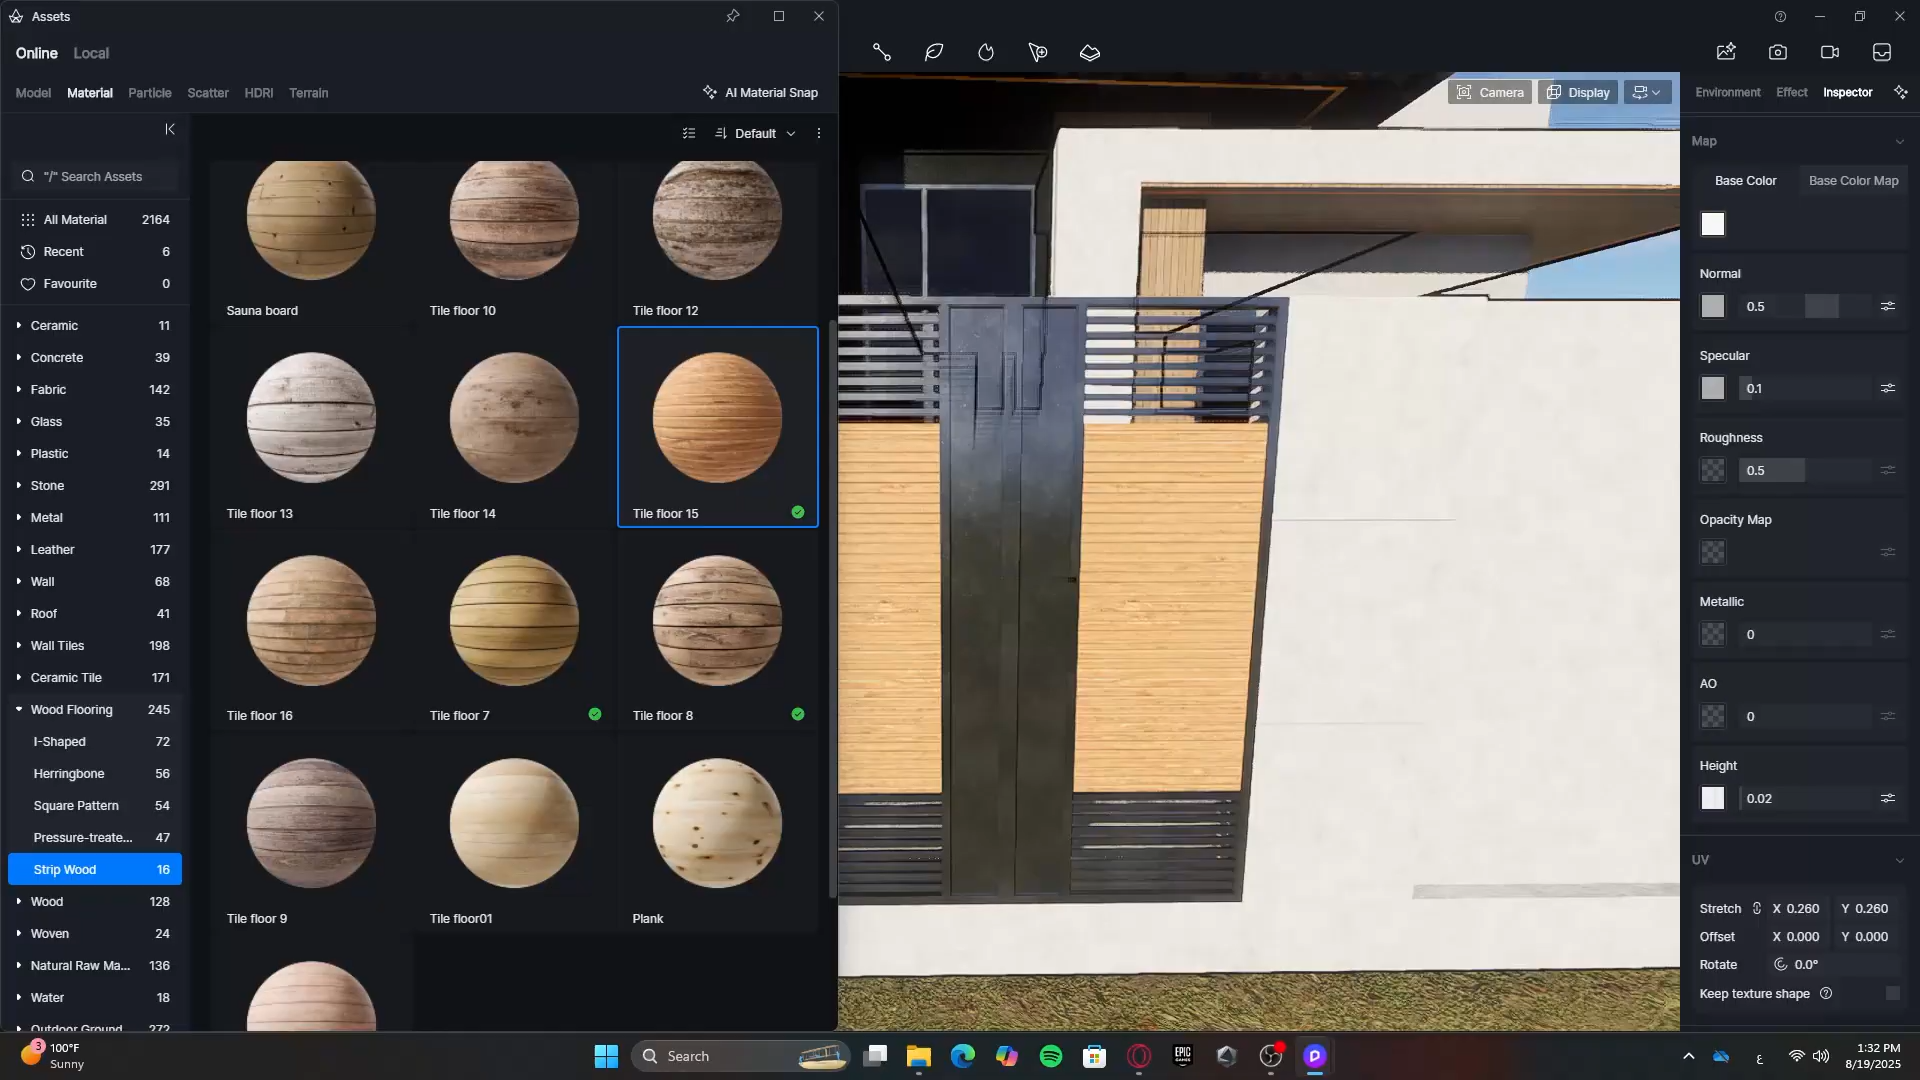 Assets
Online Local
Model Material Particle Scatter HDRI Terrain
AI Material Snap
Default
"/" Search Assets
All Material 2164
Recent 6
Favourite 0
Ceramic 11
Concrete 39
Fabric 142
Glass 35
Plastic 14
Stone 291
Metal 111
Leather 177
Wall 68
Roof 41
Wall Tiles 198
Ceramic Tile 171
Wood Flooring 245
I-Shaped 72
Herringbone 56
Square Pattern 54
Pressure-treate... 47
Strip Wood 16
Wood 128
Woven 24
Natural Raw Ma... 136
Water 18
Outdoor Ground 272
Sauna board
Tile floor 10
Tile floor 12
Tile floor 13
Tile floor 14
Tile floor 15
Tile floor 16
Tile floor 7
Tile floor 8
Tile floor 9
Tile floor01
Plank
Camera
Display
Environment Effect Inspector
Map
Base Color Base Color Map
Normal
0.5
Specular
0.1
Roughness
0.5
Opacity Map
Metallic
0
AO
0
Height
0.02
UV
Stretch X 0.260 Y 0.260
Offset X 0.000 Y 0.000
Rotate 0.0°
Keep texture shape
3
100°F
Sunny
Search
EPIC GAMES
ع
1:32 PM
8/19/2025